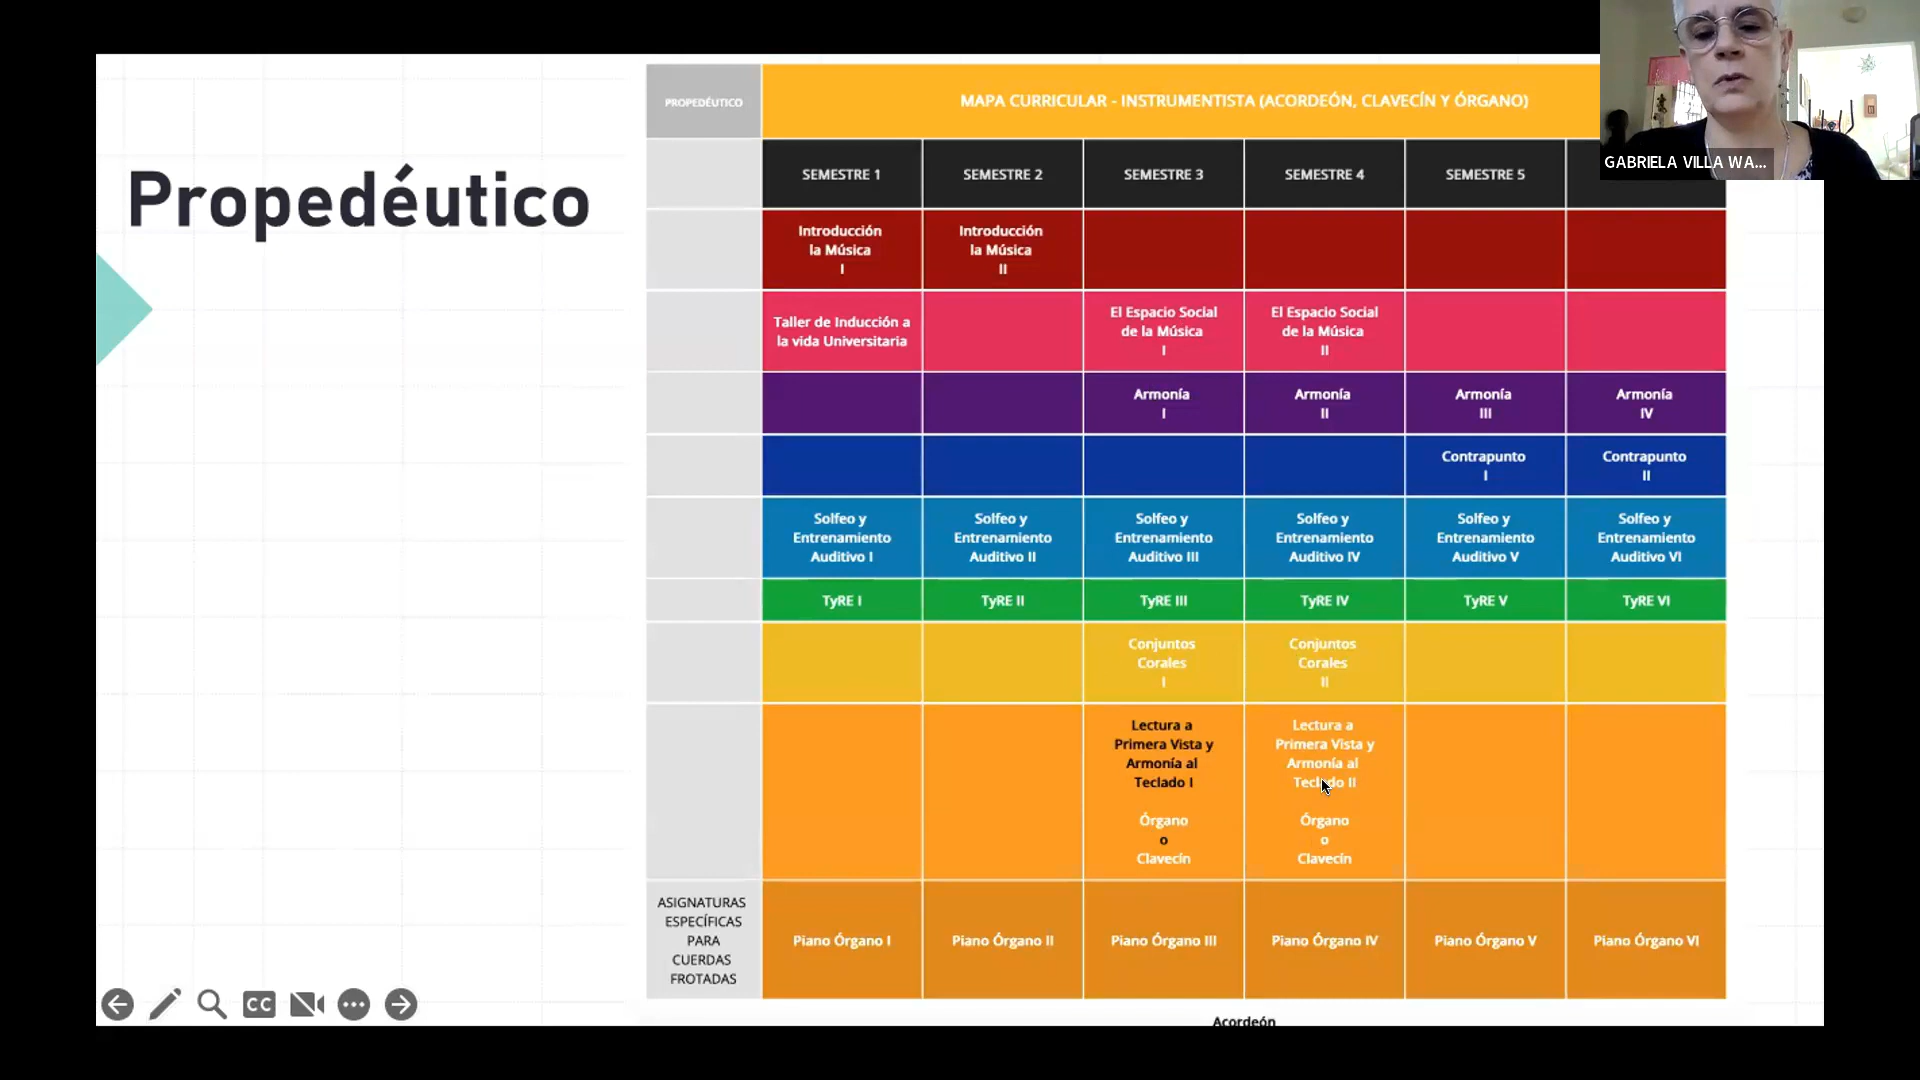 Propedéutico
PROPEDÉUTICO
MAPA CURRICULAR - INSTRUMENTISTA (ACORDEÓN, CLAVECÍN Y ÓRGANO)
GABRIELA VILLA WA...
SEMESTRE 1
SEMESTRE 2
SEMESTRE 3
SEMESTRE 4
SEMESTRE 5
Introducción
la Música
I
Introducción
la Música
II
Taller de Inducción a
la vida Universitaria
El Espacio Social
de la Música
I
El Espacio Social
de la Música
II
Armonía
I
Armonía
II
Armonía
III
Armonía
IV
Contrapunto
I
Contrapunto
II
Solfeo y
Entrenamiento
Auditivo I
Solfeo y
Entrenamiento
Auditivo II
Solfeo y
Entrenamiento
Auditivo III
Solfeo y
Entrenamiento
Auditivo IV
Solfeo y
Entrenamiento
Auditivo V
Solfeo y
Entrenamiento
Auditivo VI
TyRE I
TyRE II
TyRE III
TyRE IV
TyRE V
TyRE VI
Conjuntos
Corales
I
Conjuntos
Corales
II
Lectura a
Primera Vista y
Armonía al
Teclado I
Órgano
o
Clavecín
Lectura a
Primera Vista y
Armonía al
Teclado II
Órgano
o
Clavecín
ASIGNATURAS
ESPECÍFICAS
PARA
CUERDAS
FROTADAS
Piano Órgano I
Piano Órgano II
Piano Órgano III
Piano Órgano IV
Piano Órgano V
Piano Órgano VI
CC
Acordeón